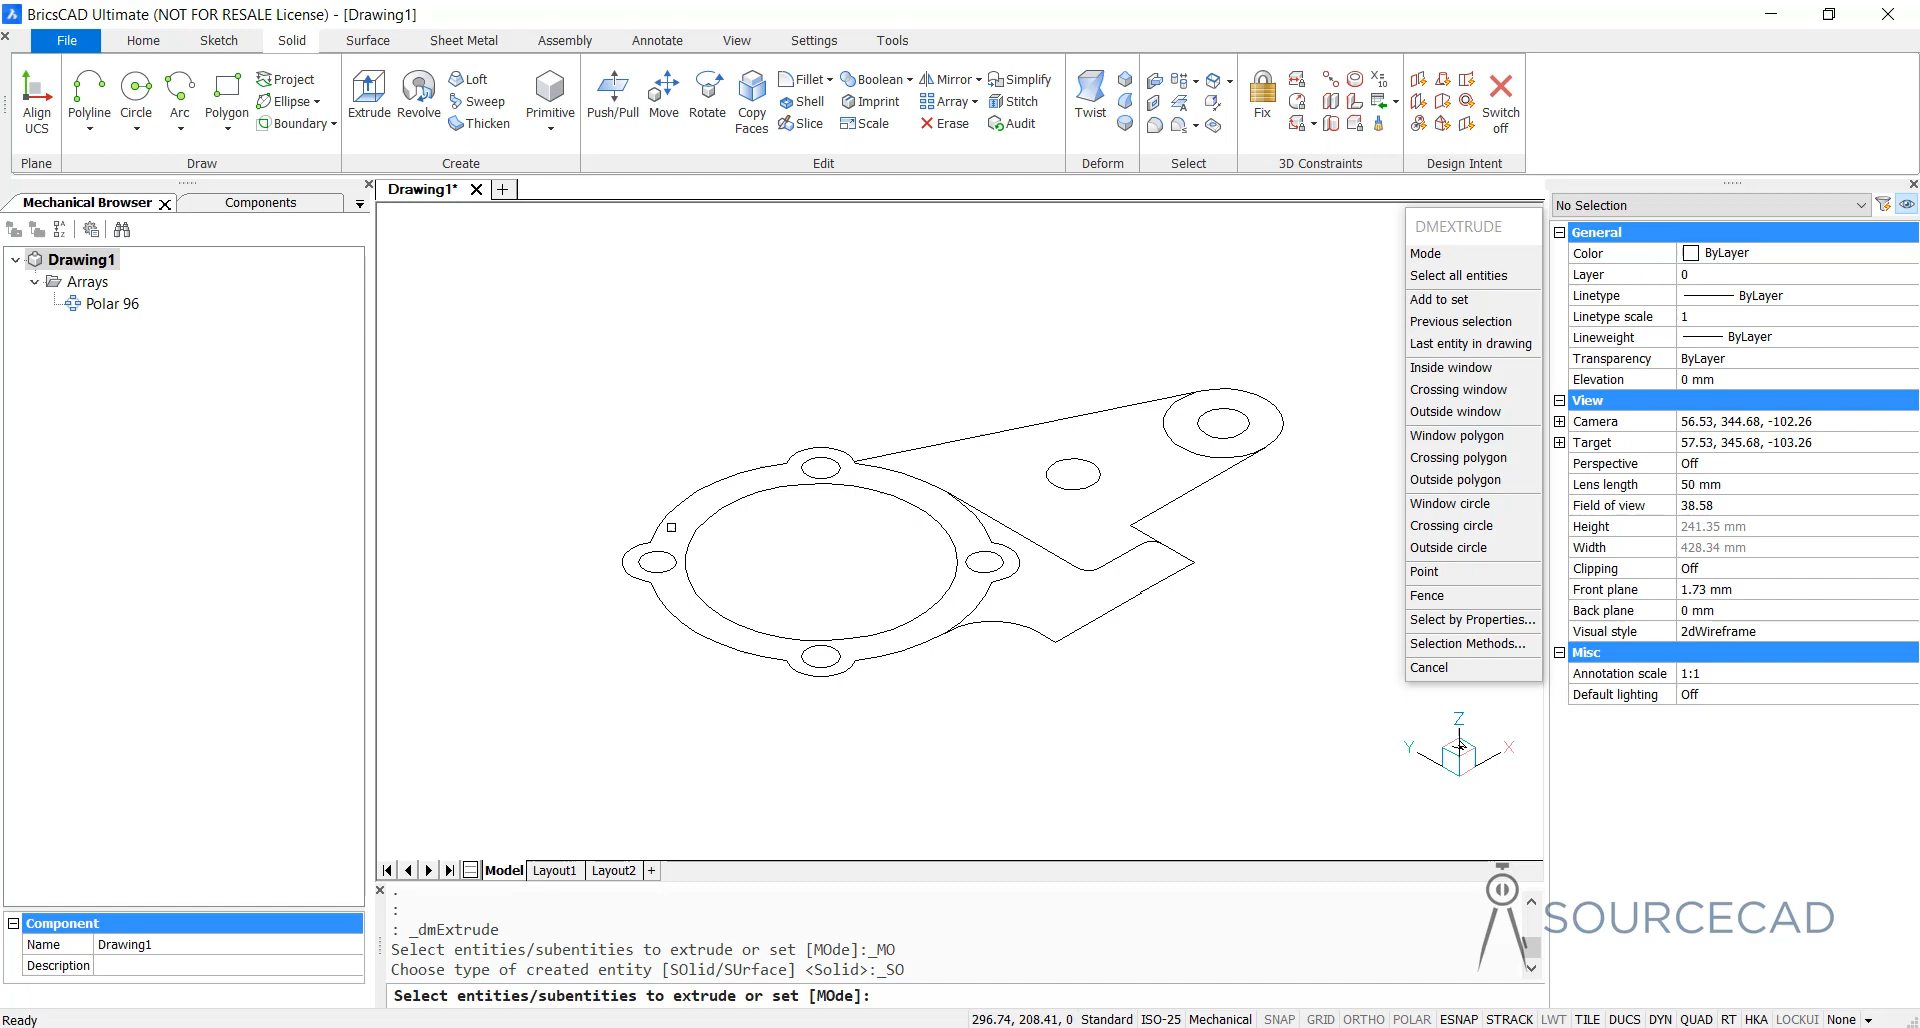 BricsCAD Ultimate (NOT FOR RESALE License) - [Drawing1]
File Home Sketch Solid Surface Sheet Metal Assembly Annotate View Settings Tools
Align UCS
Polyline Circle Arc Polygon
Project
Ellipse
Boundary
Extrude Revolve
Loft
Sweep
Thicken
Primitive
Push/Pull Move Rotate Copy Faces
Fillet Boolean Mirror Simplify
Shell Imprint Array Stitch
Slice Scale Erase Audit
Twist
Fix
Switch off
Plane Draw Create Edit Deform Select 3D Constraints Design Intent
Mechanical Browser Components
Drawing1
Arrays
Polar 96
Component
Name Drawing1
Description
Drawing1*
DMEXTRUDE
Mode
Select all entities
Add to set
Previous selection
Last entity in drawing
Inside window
Crossing window
Outside window
Window polygon
Crossing polygon
Outside polygon
Window circle
Crossing circle
Outside circle
Point
Fence
Select by Properties...
Selection Methods...
Cancel
Z
Y X
Model Layout1 Layout2 +
:
:
: _dmExtrude
Select entities/subentities to extrude or set [MOde]:_MO
Choose type of created entity [SOlid/SUrface] <Solid>:_SO
Select entities/subentities to extrude or set [MOde]:
No Selection
General
Color ByLayer
Layer 0
Linetype ByLayer
Linetype scale 1
Lineweight ByLayer
Transparency ByLayer
Elevation 0 mm
View
Camera 56.53, 344.68, -102.26
Target 57.53, 345.68, -103.26
Perspective Off
Lens length 50 mm
Field of view 38.58
Height 241.35 mm
Width 428.34 mm
Clipping Off
Front plane 1.73 mm
Back plane 0 mm
Visual style 2dWireframe
Misc
Annotation scale 1:1
Default lighting Off
SOURCECAD
Ready 296.74, 208.41, 0 Standard ISO-25 Mechanical SNAP GRID ORTHO POLAR ESNAP STRACK LWT TILE DUCS DYN QUAD RT HKA LOCKUI None